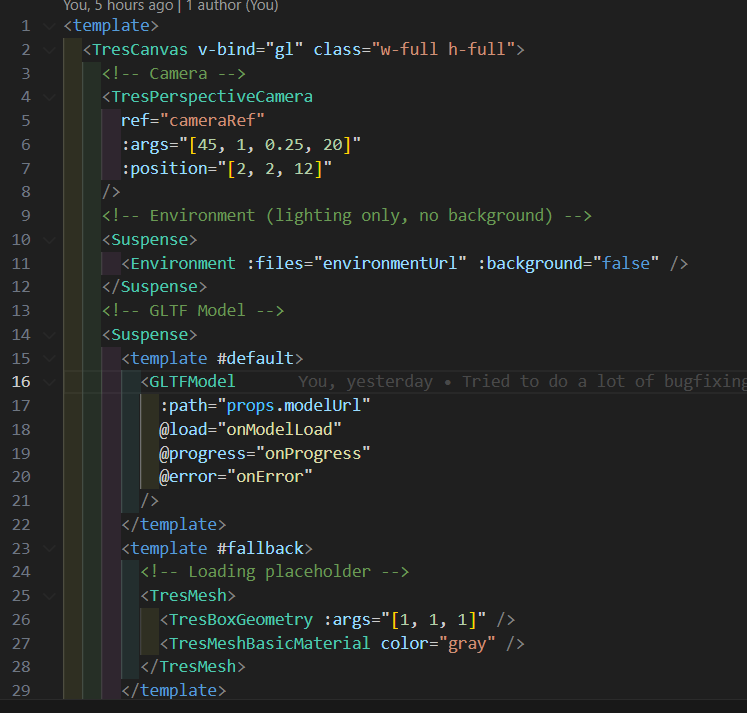 You, 5 hours ago | 1 author (You)
1 <template>
2 <TresCanvas v-bind="gl" class="w-full h-full">
3 <!-- Camera -->
4 <TresPerspectiveCamera
5 ref="cameraRef"
6 :args="[45, 1, 0.25, 20]"
7 :position="[2, 2, 12]"
8 />
9 <!-- Environment (lighting only, no background) -->
10 <Suspense>
11 <Environment :files="environmentUrl" :background="false" />
12 </Suspense>
13 <!-- GLTF Model -->
14 <Suspense>
15 <template #default>
16 <GLTFModel You, yesterday • Tried to do a lot of bugfixing
17 :path="props.modelUrl"
18 @load="onModelLoad"
19 @progress="onProgress"
20 @error="onError"
21 />
22 </template>
23 <template #fallback>
24 <!-- Loading placeholder -->
25 <TresMesh>
26 <TresBoxGeometry :args="[1, 1, 1]" />
27 <TresMeshBasicMaterial color="gray" />
28 </TresMesh>
29 </template>